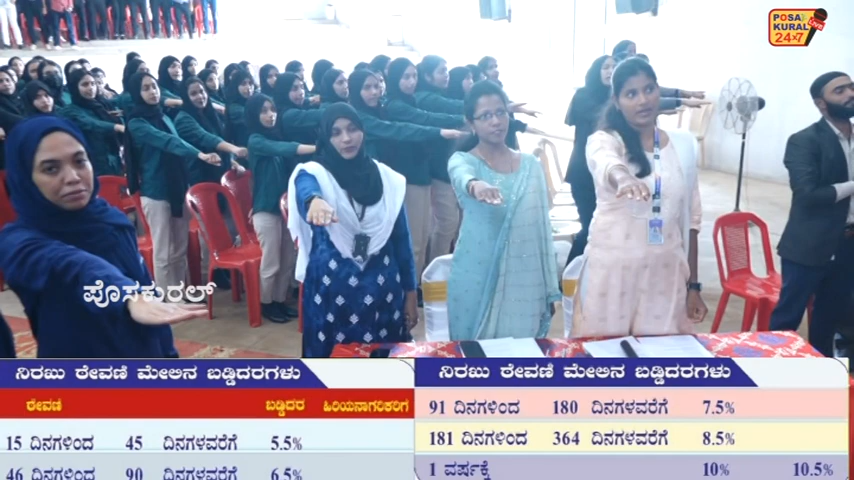 POSA
KURAL
Live
24x7
ಪೊಸಕುರಲ್
ನಿರಖು ಠೇವಣಿ ಮೇಲಿನ ಬಡ್ಡಿದರಗಳು
ಠೇವಣಿ ಬಡ್ಡಿದರ ಹಿರಿಯನಾಗರಿಕರಿಗೆ
15 ದಿನಗಳಿಂದ 45 ದಿನಗಳವರೆಗೆ 5.5%
46 ದಿನಗಳಿಂದ 90 ದಿನಗಳವರೆಗೆ 6.5%
ನಿರಖು ಠೇವಣಿ ಮೇಲಿನ ಬಡ್ಡಿದರಗಳು
91 ದಿನಗಳಿಂದ 180 ದಿನಗಳವರೆಗೆ 7.5%
181 ದಿನಗಳಿಂದ 364 ದಿನಗಳವರೆಗೆ 8.5%
1 ವರ್ಷಕ್ಕೆ 10% 10.5%